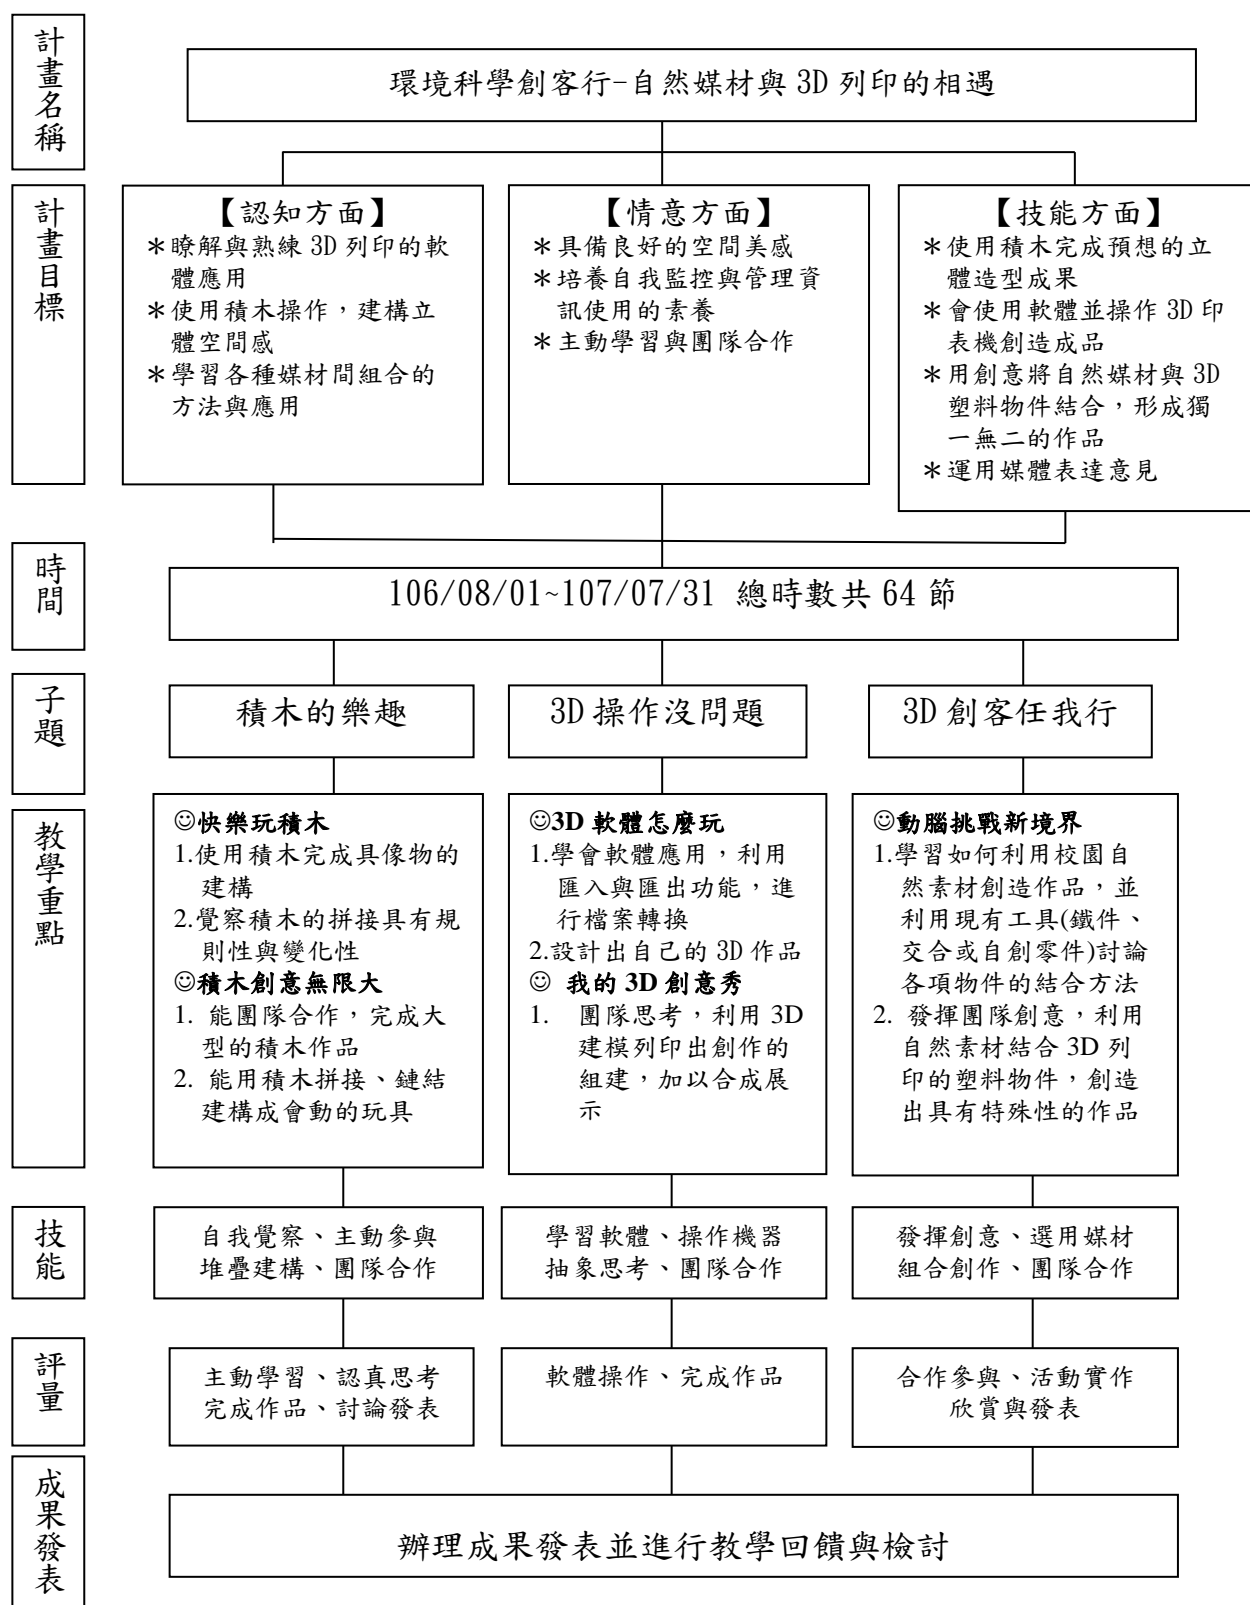 計畫名稱
環境科學創客行-自然媒材與 3D 列印的相遇
計畫目標
【認知方面】
＊瞭解與熟練 3D 列印的軟
體應用
＊使用積木操作，建構立
體空間感
＊學習各種媒材間組合的
方法與應用
【情意方面】
＊具備良好的空間美感
＊培養自我監控與管理資
訊使用的素養
＊主動學習與團隊合作
【技能方面】
＊使用積木完成預想的立
體造型成果
＊會使用軟體並操作 3D 印
表機創造成品
＊用創意將自然媒材與 3D
塑料物件結合，形成獨
一無二的作品
＊運用媒體表達意見
時間
106/08/01~107/07/31 總時數共 64 節
子題
積木的樂趣
3D 操作沒問題
3D 創客任我行
教學重點
☺快樂玩積木
1.使用積木完成具像物的
建構
2.覺察積木的拼接具有規
則性與變化性
☺積木創意無限大
1. 能團隊合作，完成大
型的積木作品
2. 能用積木拼接、鏈結
建構成會動的玩具
☺3D 軟體怎麼玩
1.學會軟體應用，利用
匯入與匯出功能，進
行檔案轉換
2.設計出自己的 3D 作品
☺ 我的 3D 創意秀
1. 團隊思考，利用 3D
建模列印出創作的
組建，加以合成展
示
☺動腦挑戰新境界
1.學習如何利用校園自
然素材創造作品，並
利用現有工具(鐵件、
交合或自創零件)討論
各項物件的結合方法
2. 發揮團隊創意，利用
自然素材結合 3D 列
印的塑料物件，創造
出具有特殊性的作品
技能
自我覺察、主動參與
堆疊建構、團隊合作
學習軟體、操作機器
抽象思考、團隊合作
發揮創意、選用媒材
組合創作、團隊合作
評量
主動學習、認真思考
完成作品、討論發表
軟體操作、完成作品
合作參與、活動實作
欣賞與發表
成果發表
辦理成果發表並進行教學回饋與檢討